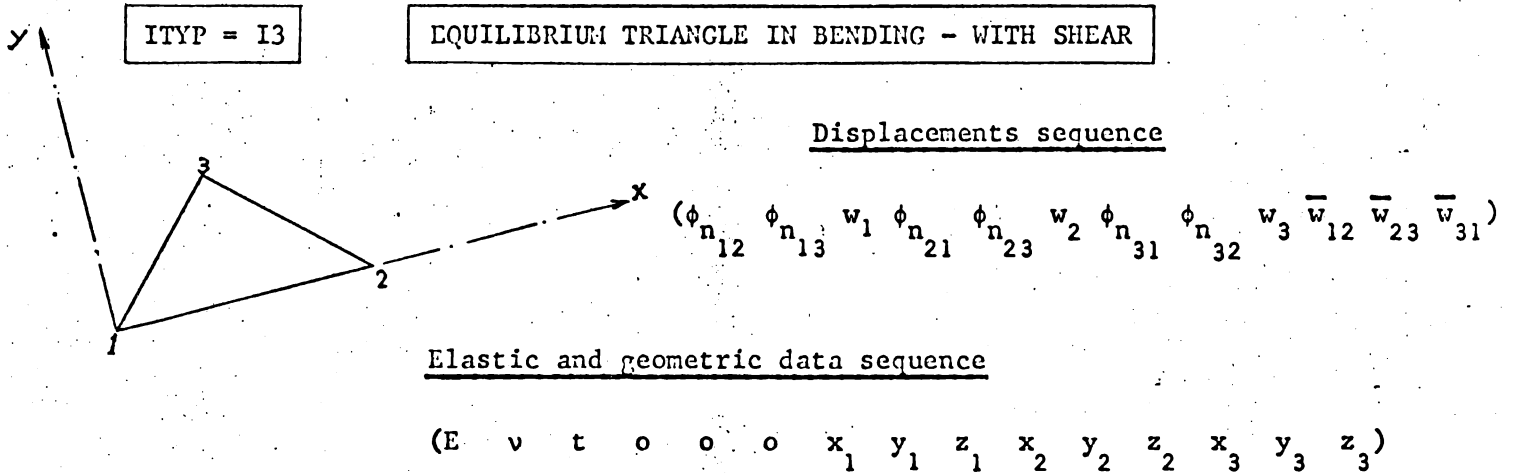 ITYP = I3
EQUILIBRIUM TRIANGLE IN BENDING - WITH SHEAR
y
Displacements sequence
3
x
(ϕn12 ϕn13 w1 ϕn21 ϕn23 w2 ϕn31 ϕn32 w3 w̅12 w̅23 w̅31)
2
1
Elastic and geometric data sequence
(E ν t o o o x1 y1 z1 x2 y2 z2 x3 y3 z3)